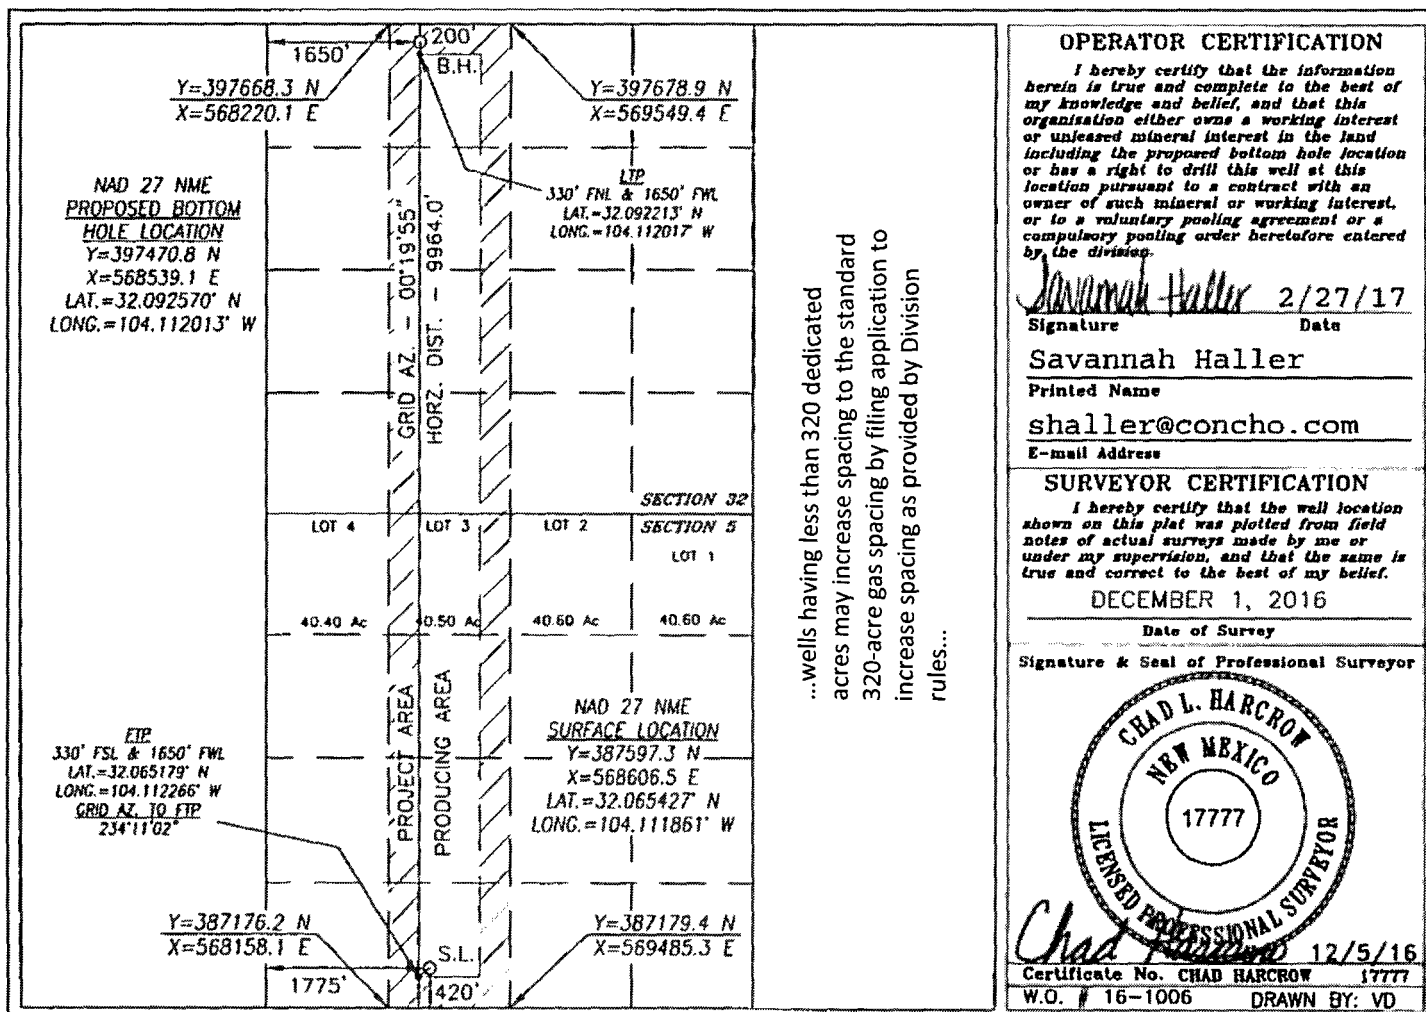 1650'
200'
B.H.
Y=397668.3 N
X=568220.1 E
Y=397678.9 N
X=569549.4 E
NAD 27 NME
PROPOSED BOTTOM
HOLE LOCATION
Y=397470.8 N
X=568539.1 E
LAT.=32.092570° N
LONG.=104.112013° W
LTP
330' FNL & 1650' FWL
LAT.=32.092213° N
LONG.=104.112017° W
GRID AZ. - 00°19'55"
HORZ. DIST. - 9964.0'
SECTION 32
LOT 4
LOT 3
LOT 2
SECTION 5
LOT 1
40.40 Ac
40.50 Ac
40.60 Ac
40.60 Ac
PROJECT AREA
PRODUCING AREA
NAD 27 NME
SURFACE LOCATION
Y=387597.3 N
X=568606.5 E
LAT.=32.065427° N
LONG.=104.111861° W
FTP
330' FSL & 1650' FWL
LAT.=32.065179° N
LONG.=104.112266° W
GRID AZ. TO FTP
234°11'02"
Y=387176.2 N
X=568158.1 E
Y=387179.4 N
X=569485.3 E
S.L.
1775'
420'
...wells having less than 320 dedicated
acres may increase spacing to the standard
320-acre gas spacing by filing application to
increase spacing as provided by Division
rules...
OPERATOR CERTIFICATION
I hereby certify that the information
herein is true and complete to the best of
my knowledge and belief, and that this
organization either owns a working interest
or unleased mineral interest in the land
including the proposed bottom hole location
or has a right to drill this well at this
location pursuant to a contract with an
owner of such mineral or working interest,
or to a voluntary pooling agreement or a
compulsory pooling order heretofore entered
by the division.
Savannah Haller 2/27/17
Signature Date
Savannah Haller
Printed Name
shaller@concho.com
E-mail Address
SURVEYOR CERTIFICATION
I hereby certify that the well location
shown on this plat was plotted from field
notes of actual surveys made by me or
under my supervision, and that the same is
true and correct to the best of my belief.
DECEMBER 1, 2016
Date of Survey
Signature & Seal of Professional Surveyor
CHAD L. HARCROW
NEW MEXICO
17777
LICENSED PROFESSIONAL SURVEYOR
Chad Harcrow 12/5/16
Certificate No. CHAD HARCROW 17777
W.O. # 16-1006 DRAWN BY: VD